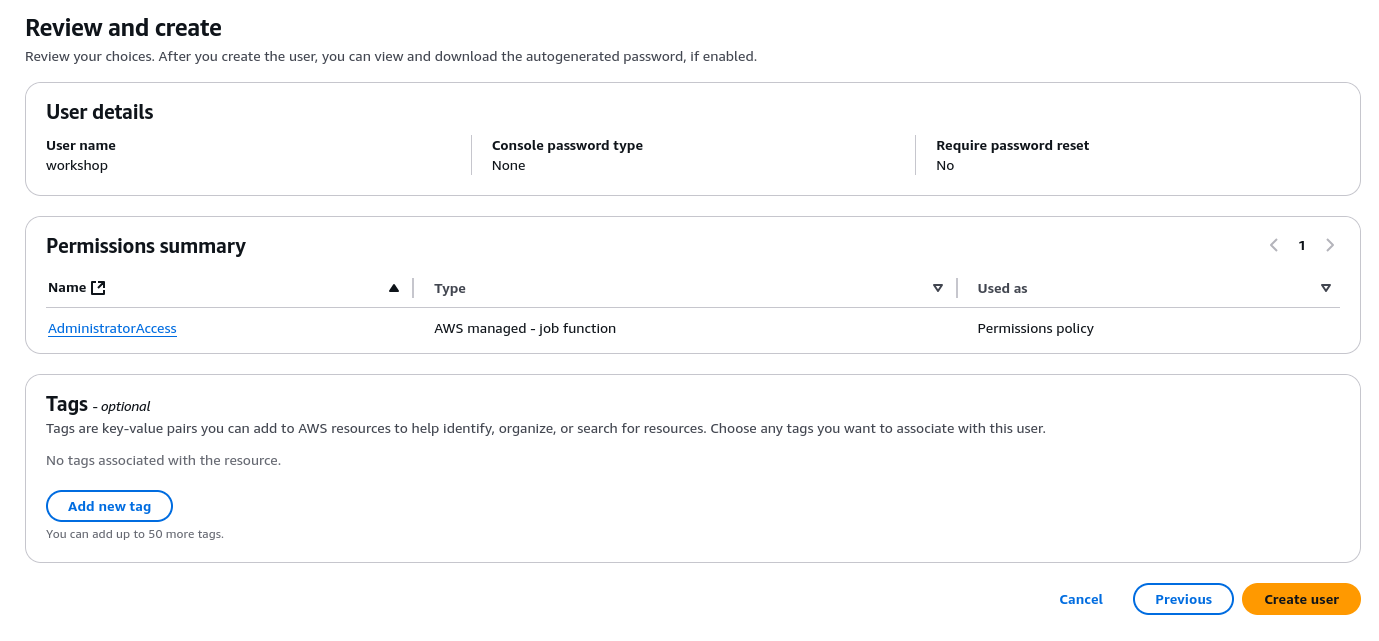 Review and create
Review your choices. After you create the user, you can view and download the autogenerated password, if enabled.
User details
User name
workshop
Console password type
None
Require password reset
No
Permissions summary
1
Name
Type
Used as
AdministratorAccess
AWS managed - job function
Permissions policy
Tags - optional
Tags are key-value pairs you can add to AWS resources to help identify, organize, or search for resources. Choose any tags you want to associate with this user.
No tags associated with the resource.
Add new tag
You can add up to 50 more tags.
Cancel
Previous
Create user